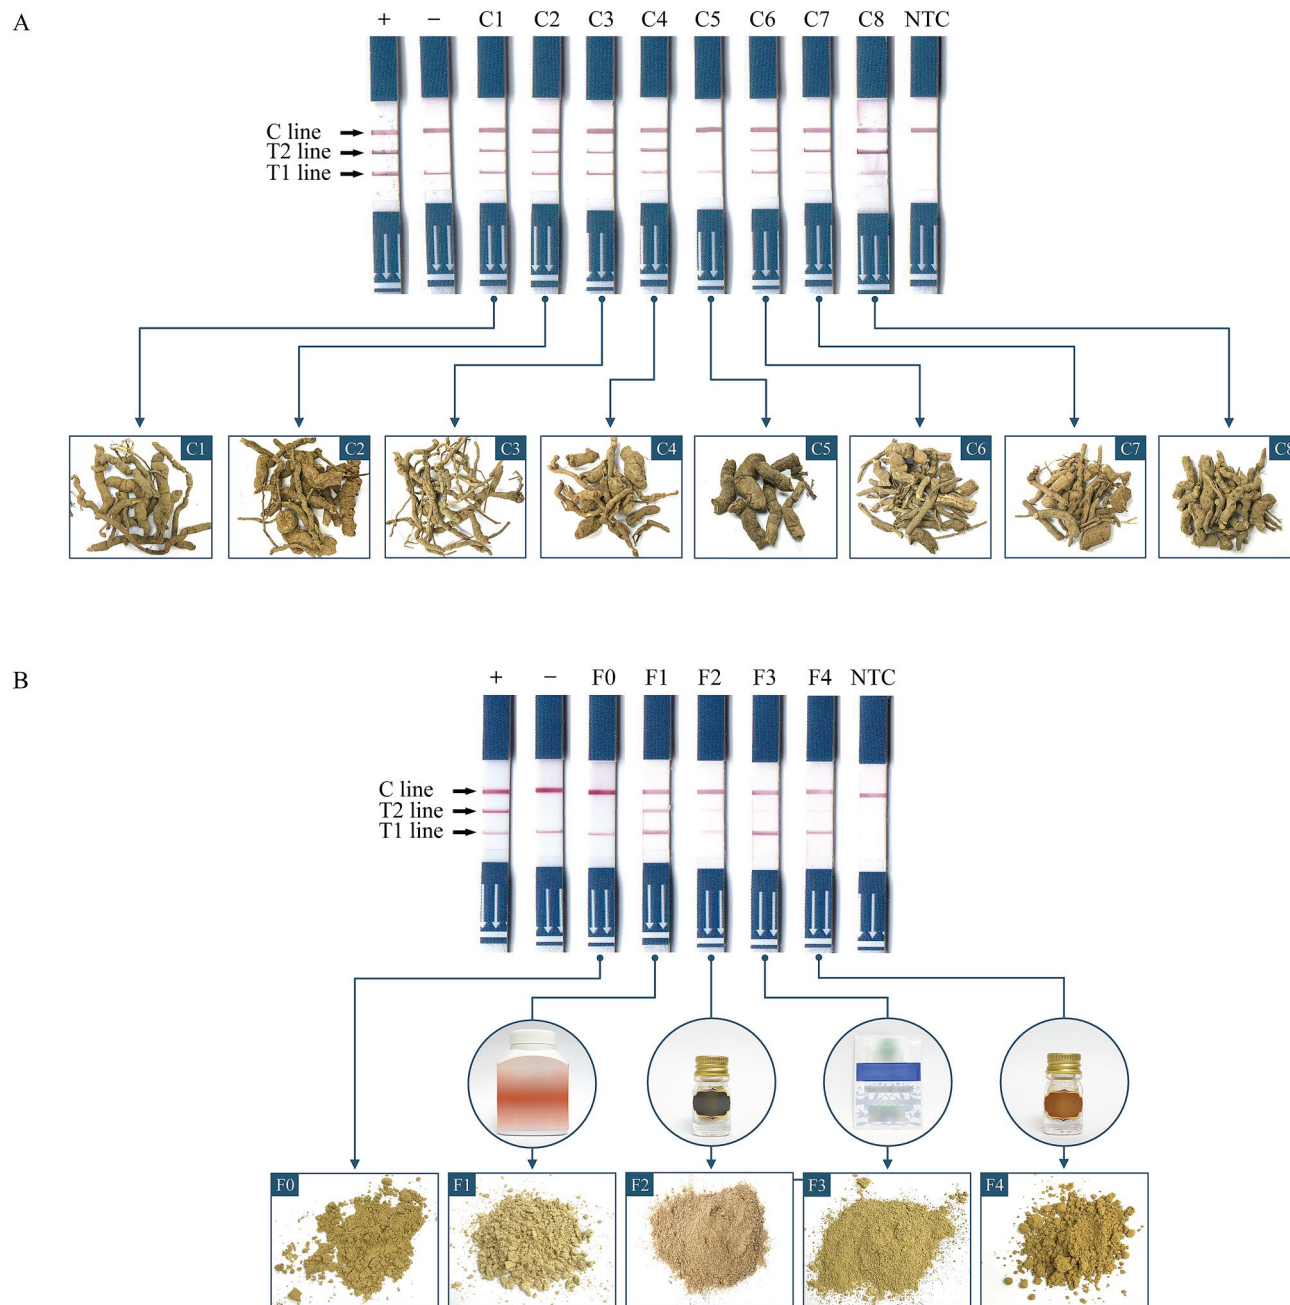 A
+ − C1 C2 C3 C4 C5 C6 C7 C8 NTC
C line
T2 line
T1 line
C1 C2 C3 C4 C5 C6 C7 C8
B
+ − F0 F1 F2 F3 F4 NTC
C line
T2 line
T1 line
F0 F1 F2 F3 F4